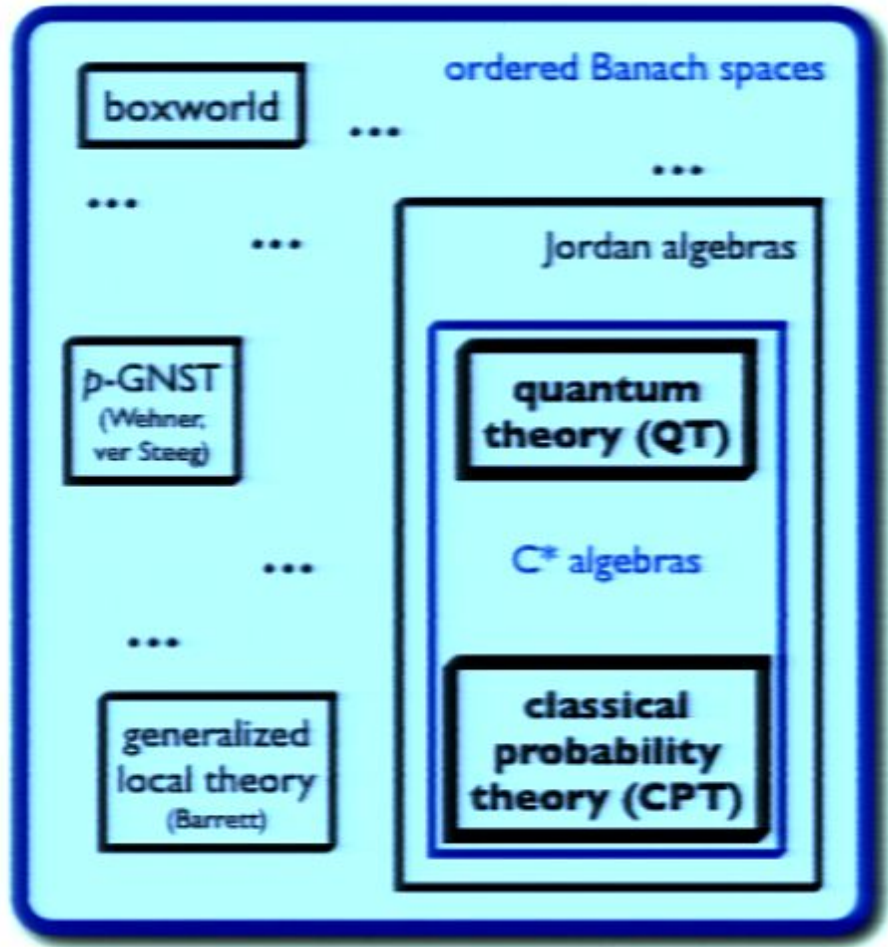 ordered Banach spaces
boxworld
...
...
...
...
Jordan algebras
p-GNST
(Wehner,
ver Steeg)
quantum
theory (QT)
C* algebras
...
...
generalized
local theory
(Barrett)
classical
probability
theory (CPT)